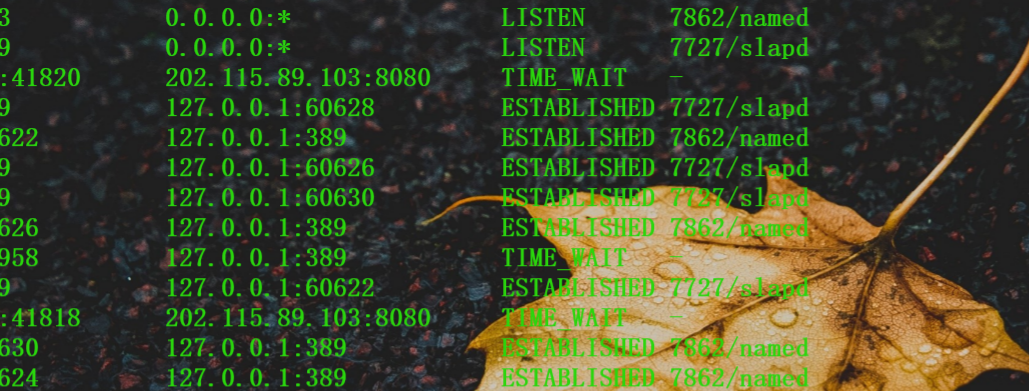 3 0.0.0.0:* LISTEN 7862/named
9 0.0.0.0:* LISTEN 7727/slapd
:41820 202.115.89.103:8080 TIME_WAIT -
9 127.0.0.1:60628 ESTABLISHED 7727/slapd
622 127.0.0.1:389 ESTABLISHED 7862/named
9 127.0.0.1:60626 ESTABLISHED 7727/slapd
9 127.0.0.1:60630 ESTABLISHED 7727/slapd
626 127.0.0.1:389 ESTABLISHED 7862/named
958 127.0.0.1:389 TIME_WAIT -
9 127.0.0.1:60622 ESTABLISHED 7727/slapd
:41818 202.115.89.103:8080 TIME_WAIT -
630 127.0.0.1:389 ESTABLISHED 7862/named
624 127.0.0.1:389 ESTABLISHED 7862/named